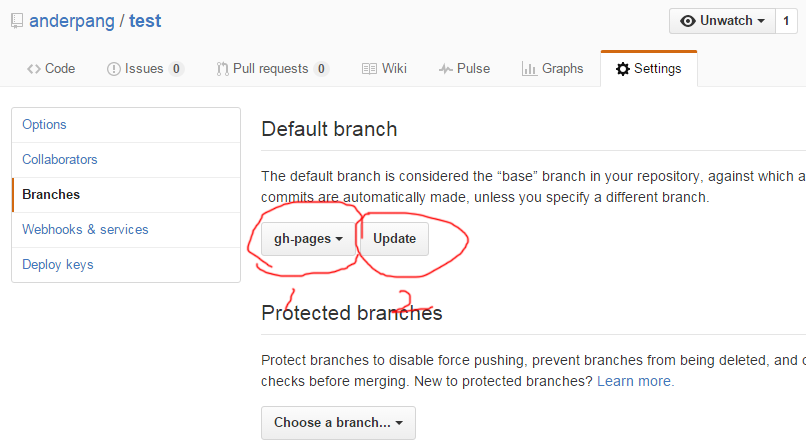 anderpang / test
Unwatch 1
Code Issues 0 Pull requests 0 Wiki Pulse Graphs Settings
Options
Collaborators
Branches
Webhooks & services
Deploy keys
Default branch
The default branch is considered the “base” branch in your repository, against which a
commits are automatically made, unless you specify a different branch.
gh-pages Update
1 2
Protected branches
Protect branches to disable force pushing, prevent branches from being deleted, and
checks before merging. New to protected branches? Learn more.
Choose a branch...